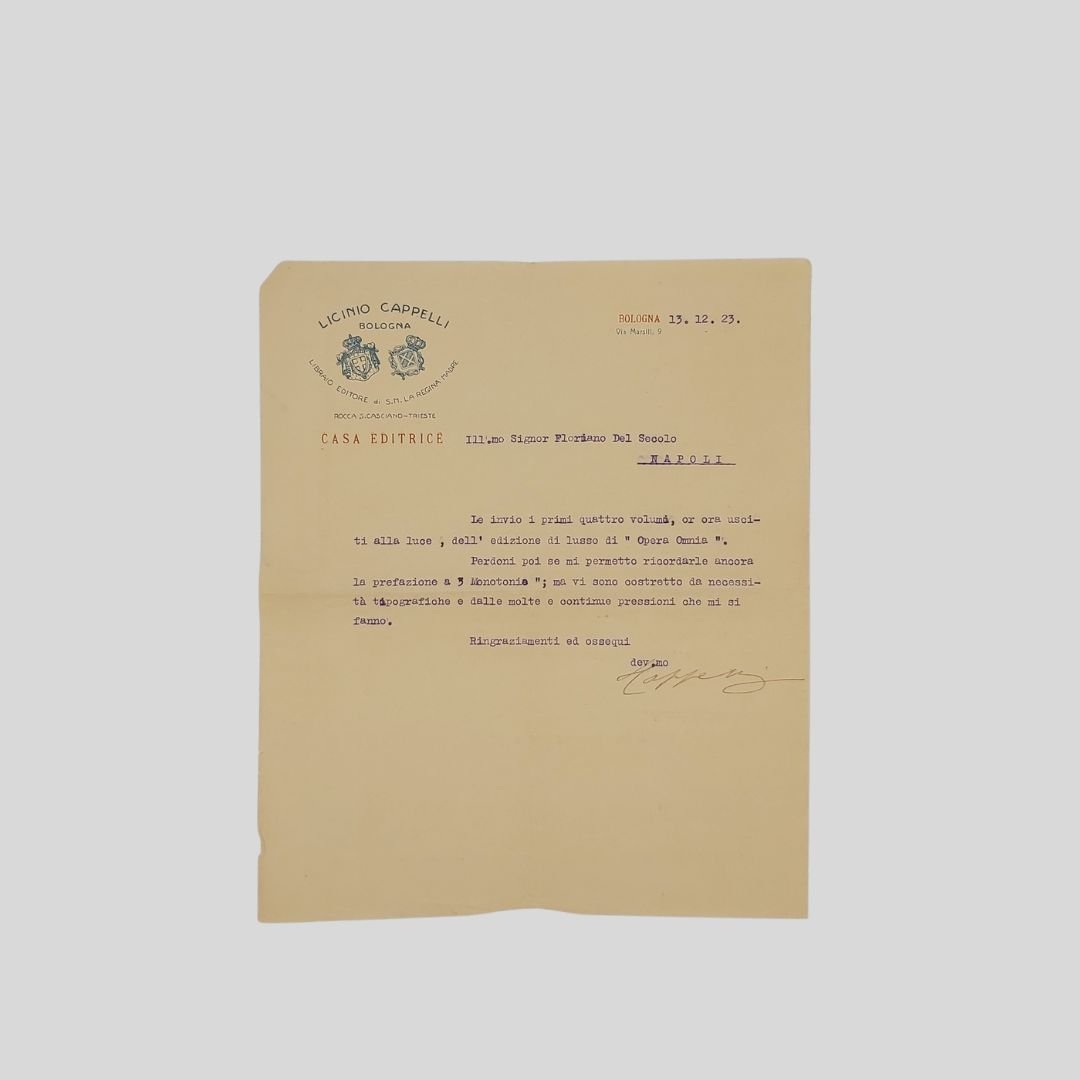 LICINIO CAPPELLI
BOLOGNA
LIBRAIO EDITORE di S.M. LA REGINA MADRE
ROCCA S. CASCIANO-TRIESTE
CASA EDITRICE
BOLOGNA 13. 12. 23.
Via Marsili, 9
Ill'.mo Signor Floriano Del Secolo
NAPOLI
Le invio i primi quattro volumi, or ora usci-
ti alla luce , dell' edizione di lusso di " Opera Omnia ".
Perdoni poi se mi permetto ricordarle ancora
la prefazione a 3 Monotonie "; ma vi sono costretto da necessi-
tà tipografiche e dalle molte e continue pressioni che mi si
fanno.
Ringraziamenti ed ossequi
dev.mo
Cappelli